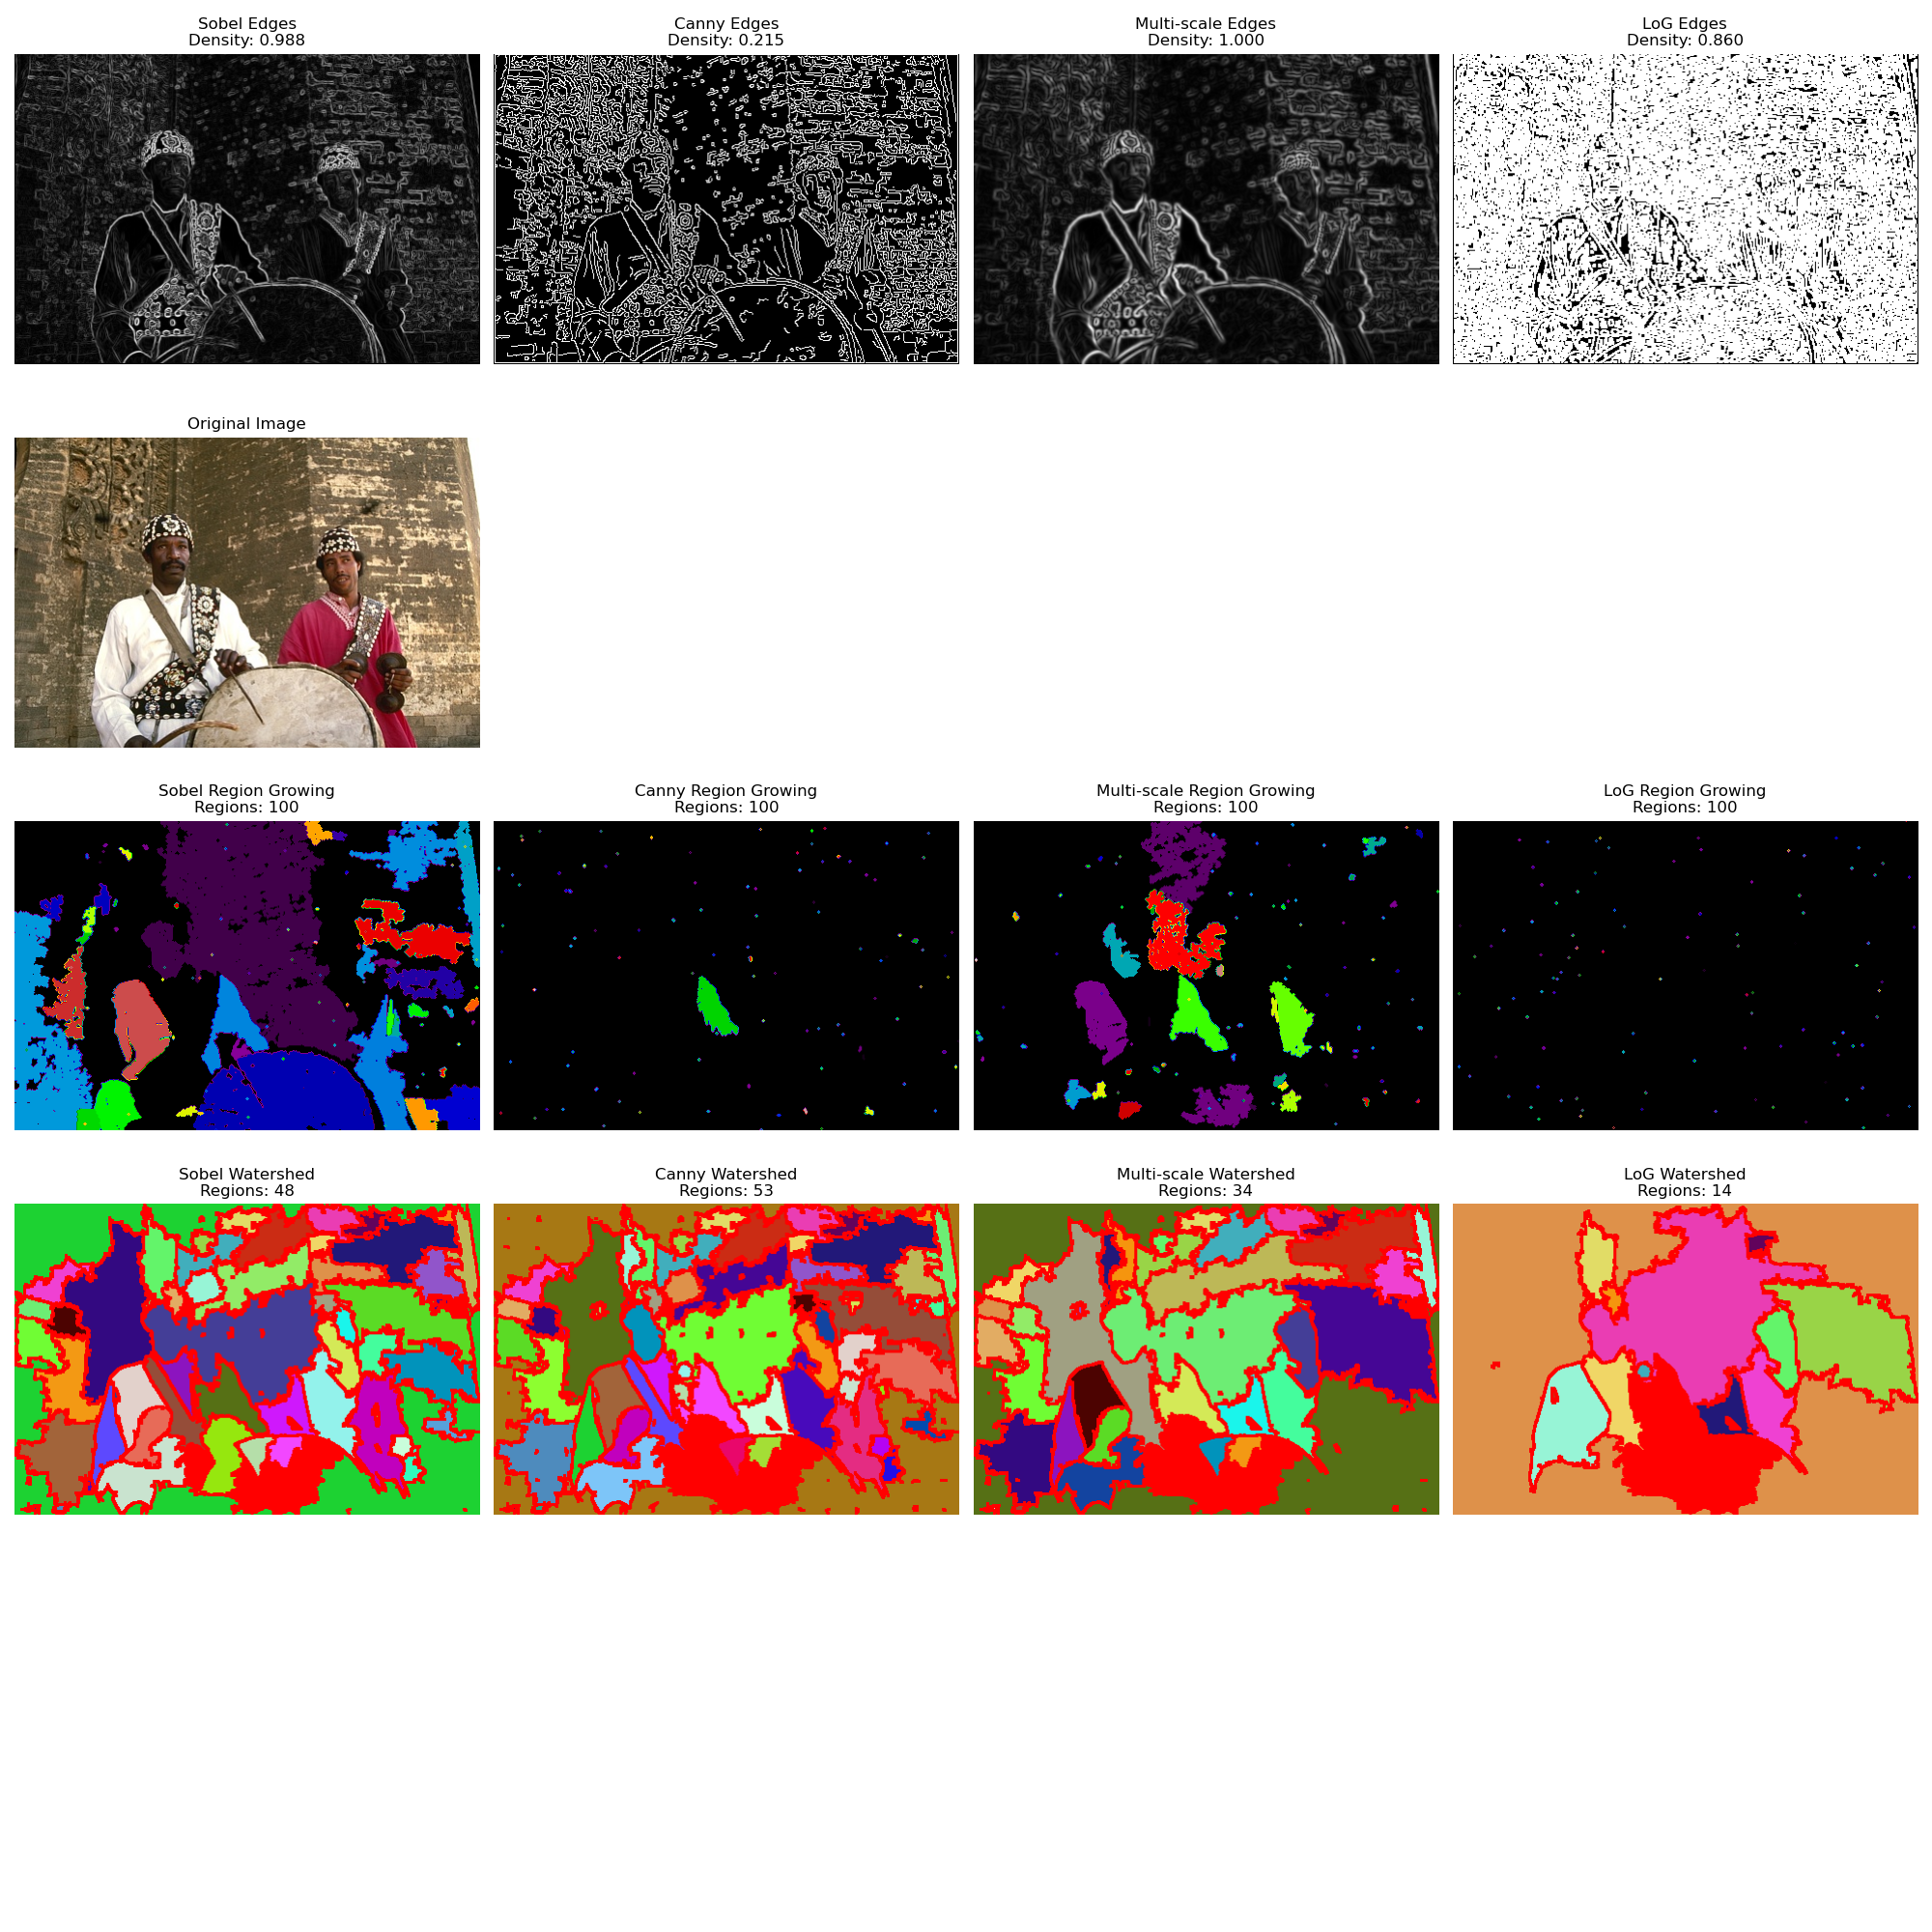 Sobel Edges
Density: 0.988
Canny Edges
Density: 0.215
Multi-scale Edges
Density: 1.000
LoG Edges
Density: 0.860
Original Image
Sobel Region Growing
Regions: 100
Canny Region Growing
Regions: 100
Multi-scale Region Growing
Regions: 100
LoG Region Growing
Regions: 100
Sobel Watershed
Regions: 48
Canny Watershed
Regions: 53
Multi-scale Watershed
Regions: 34
LoG Watershed
Regions: 14